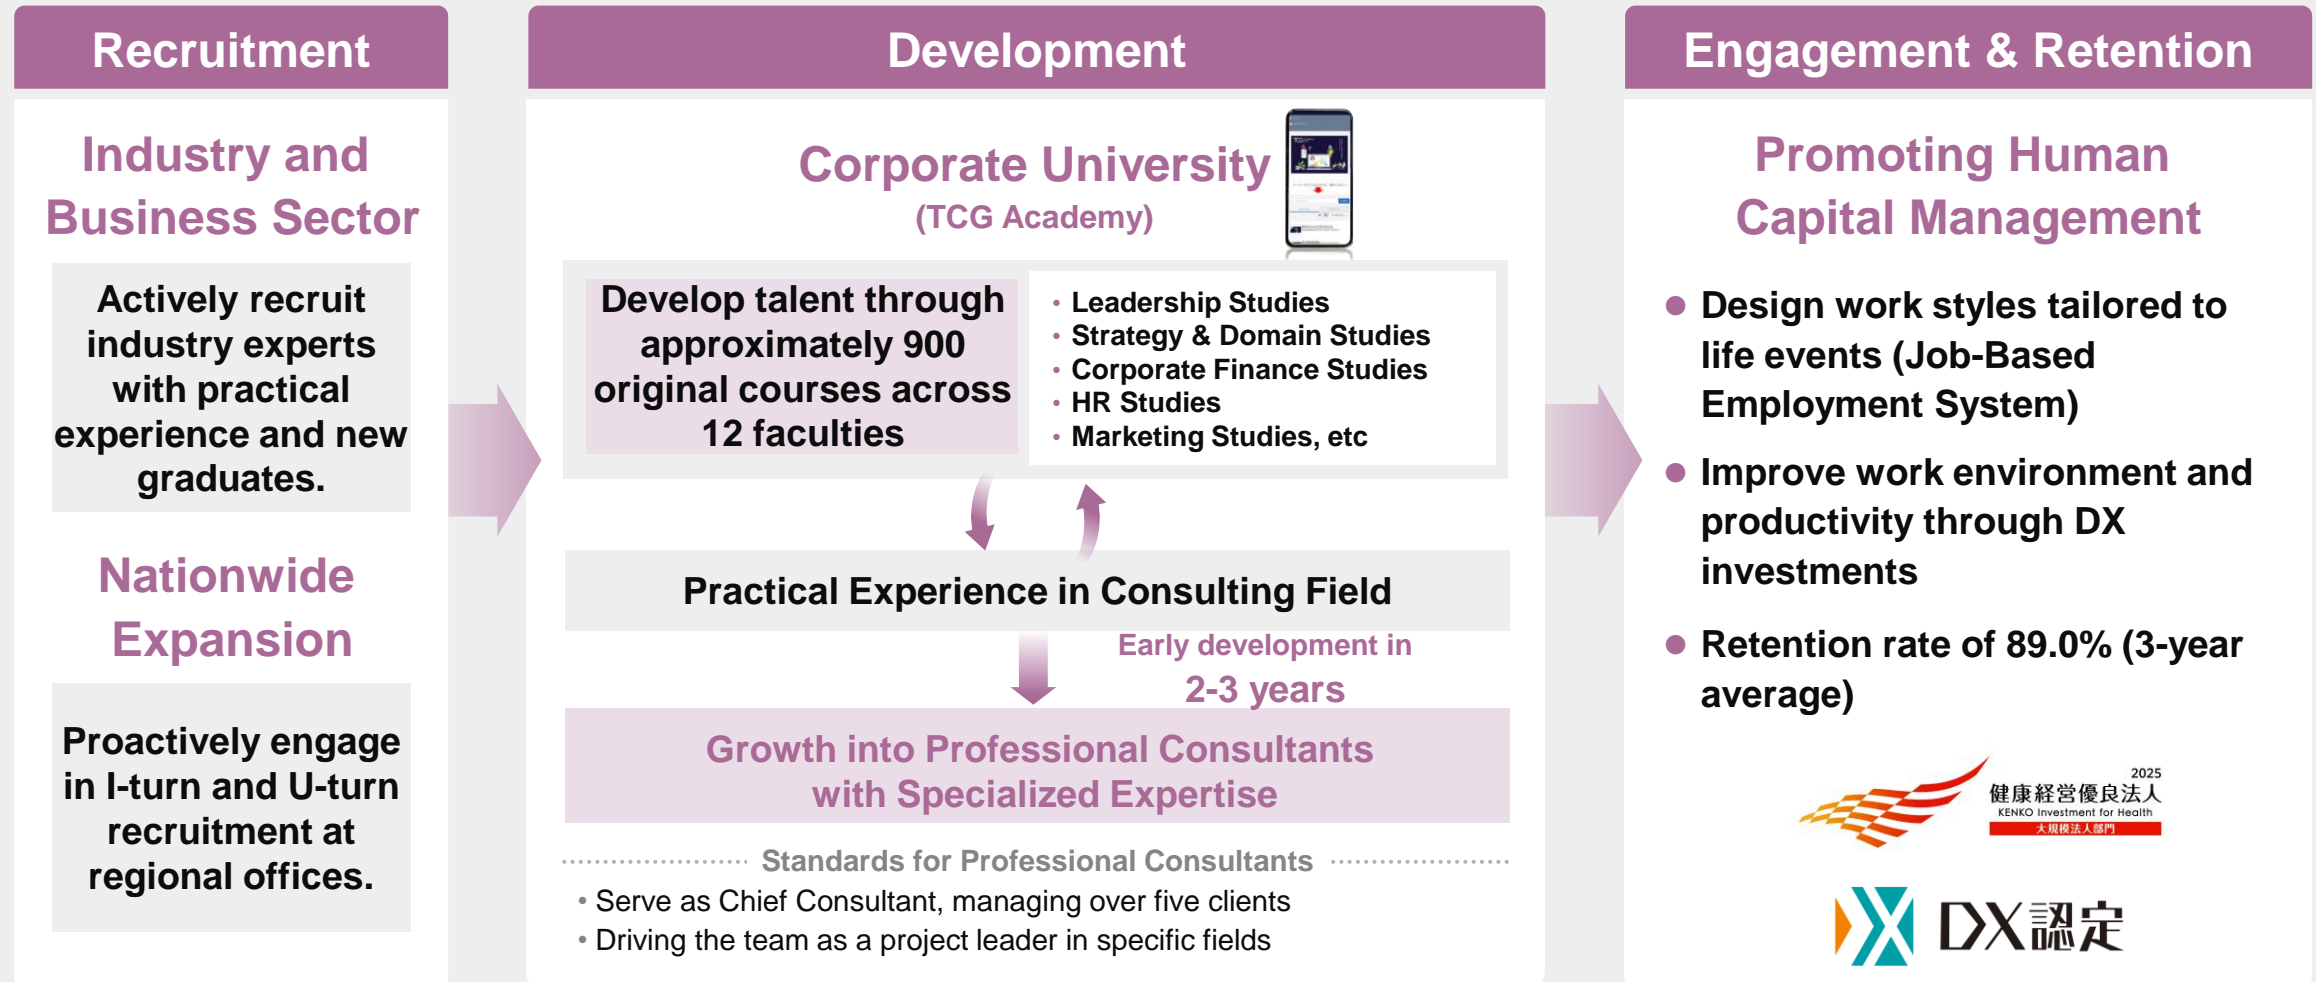 Recruitment
Industry and
Business Sector
Actively recruit
industry experts
with practical
experience and new
graduates.
Nationwide
Expansion
Proactively engage
in I-turn and U-turn
recruitment at
regional offices.
Development
Corporate University
(TCG Academy)
Develop talent through
approximately 900
original courses across
12 faculties
• Leadership Studies
• Strategy & Domain Studies
• Corporate Finance Studies
• HR Studies
• Marketing Studies, etc
Practical Experience in Consulting Field
Early development in
2-3 years
Growth into Professional Consultants
with Specialized Expertise
Standards for Professional Consultants
• Serve as Chief Consultant, managing over five clients
• Driving the team as a project leader in specific fields
Engagement & Retention
Promoting Human
Capital Management
● Design work styles tailored to
life events (Job-Based
Employment System)
● Improve work environment and
productivity through DX
investments
● Retention rate of 89.0% (3-year
average)
2025
健康経営優良法人
KENKO Investment for Health
大規模法人部門
DX認定